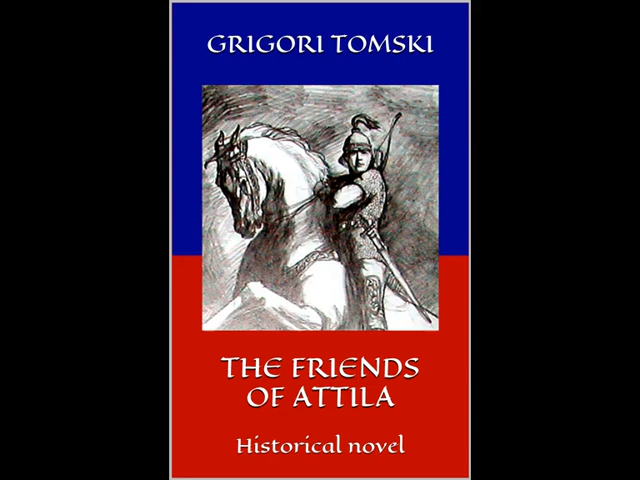 GRIGORI TOMSKI
THE FRIENDS
OF ATTILA
Historical novel